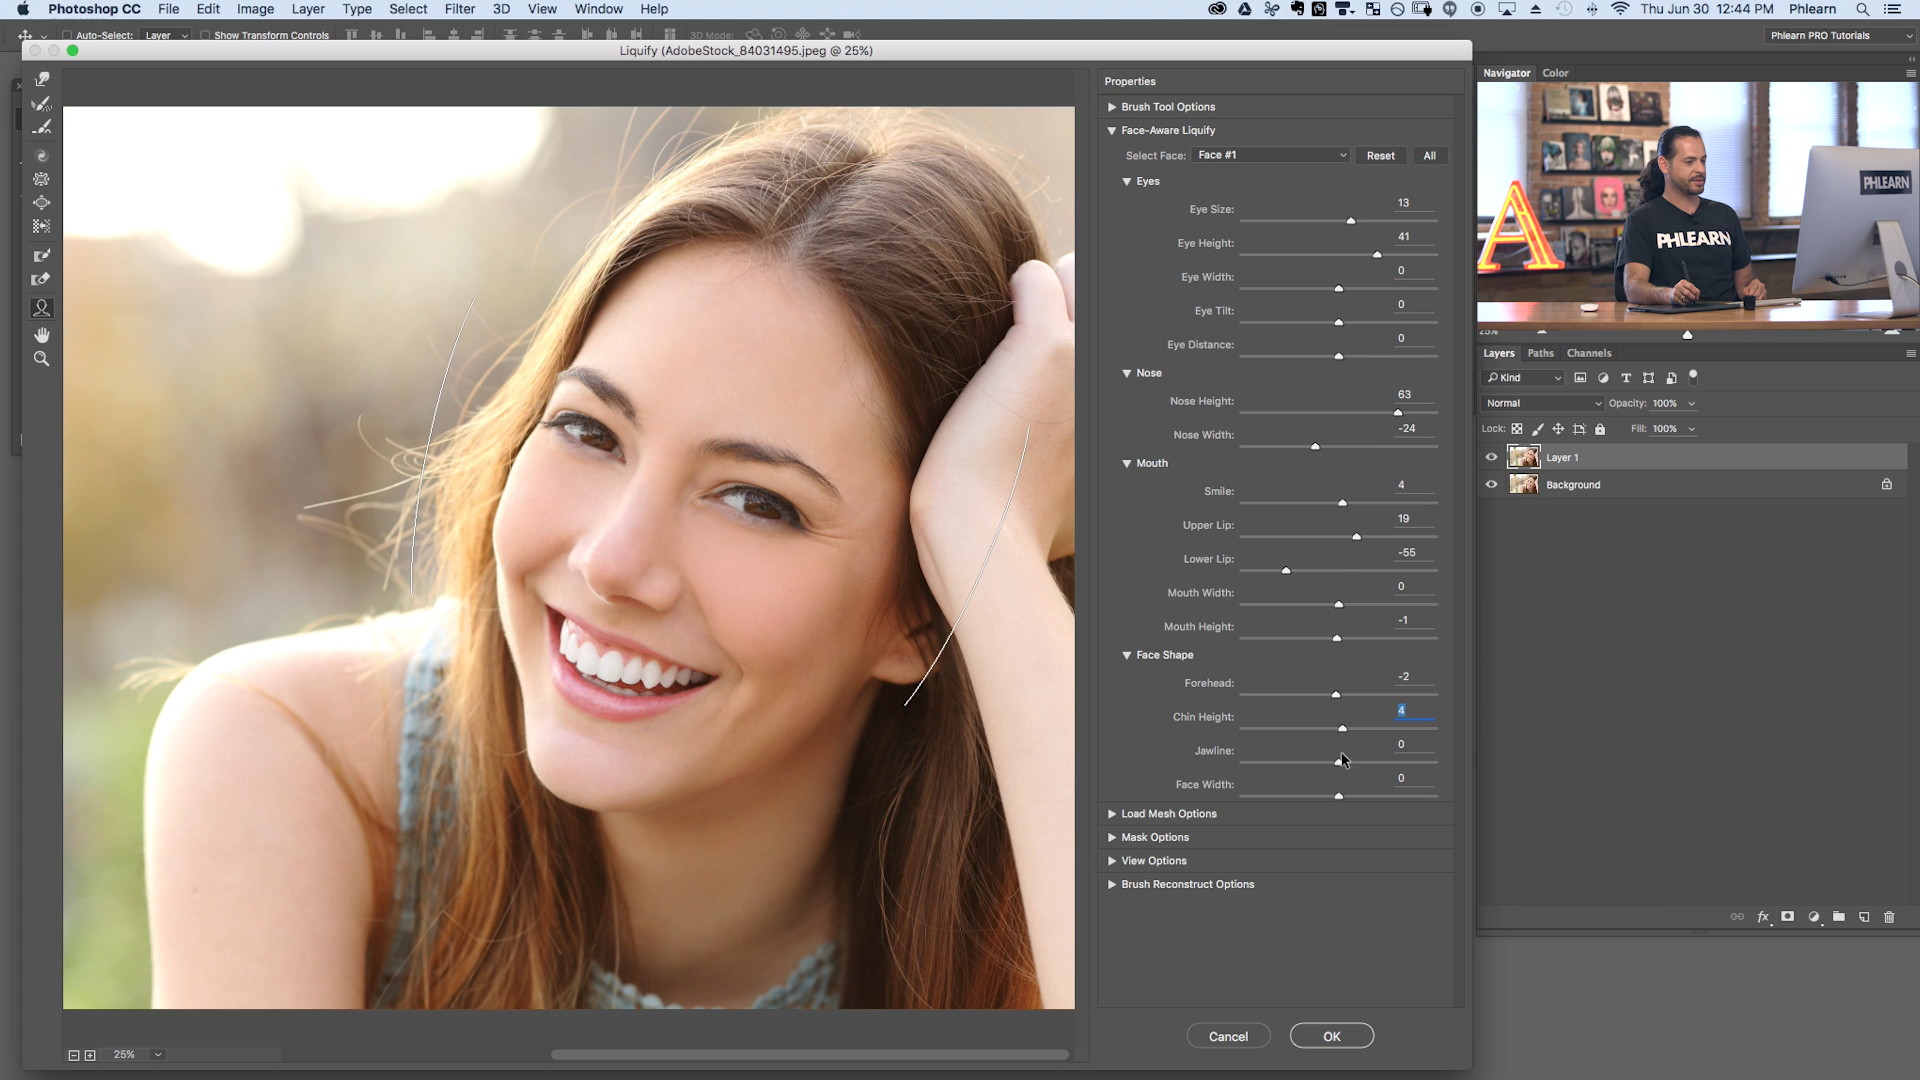 Photoshop CC File Edit Image Layer Type Select Filter 3D View Window Help Thu Jun 30 12:44 PM Phlearn
Auto-Select: Layer Show Transform Controls 3D Mode: Phlearn PRO Tutorials
Liquify (AdobeStock_84031495.jpeg @ 25%)
Properties
Brush Tool Options
Face-Aware Liquify
Select Face: Face #1 Reset All
Eyes
Eye Size: 13
Eye Height: 41
Eye Width: 0
Eye Tilt: 0
Eye Distance: 0
Nose
Nose Height: 63
Nose Width: -24
Mouth
Smile: 4
Upper Lip: 19
Lower Lip: -55
Mouth Width: 0
Mouth Height: -1
Face Shape
Forehead: -2
Chin Height: 4
Jawline: 0
Face Width: 0
Load Mesh Options
Mask Options
View Options
Brush Reconstruct Options
Cancel OK
25%
Navigator Color
A
PHLEARN
PHLEARN
25%
Layers Paths Channels
Kind
Normal Opacity: 100%
Lock: Fill: 100%
Layer 1
Background
fx